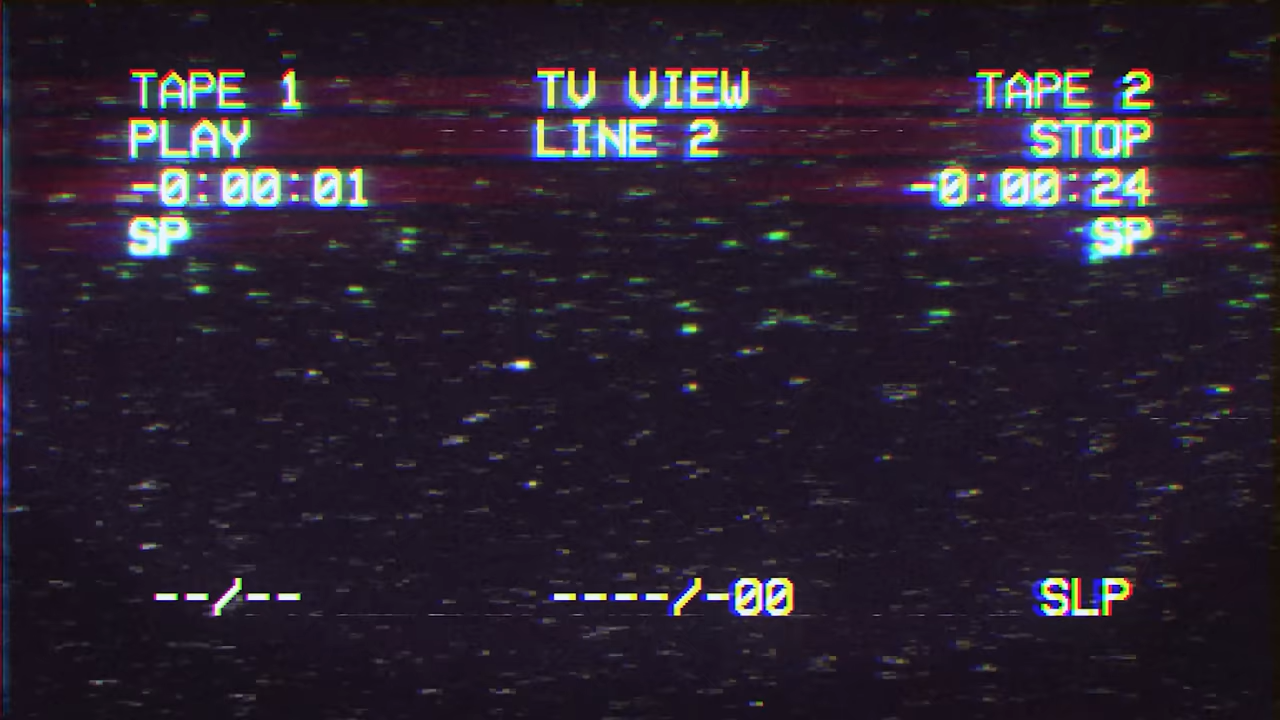 TAPE 1 TV VIEW TAPE 2
PLAY LINE 2 STOP
-0:00:01 -0:00:24
SP SP
--/-- ----/-00 SLP